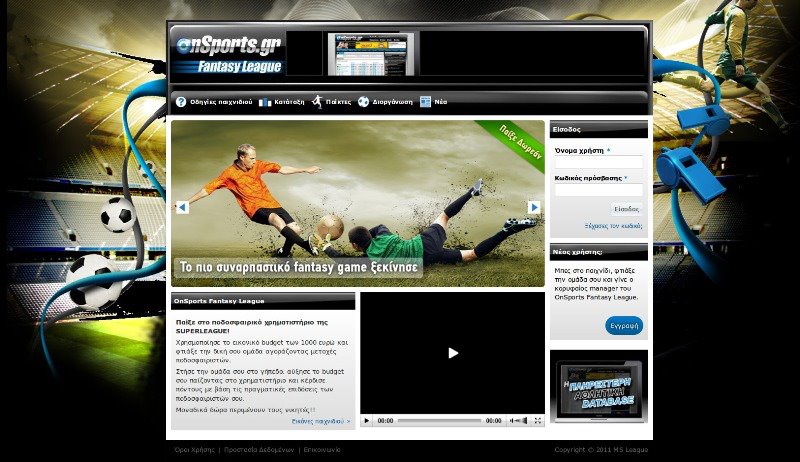 OnSports.gr
Fantasy League
Οδηγίες παιχνιδιού
Κατάταξη
Παίκτες
Διοργάνωση
Νέα
Παίξε Δωρεάν
Το πιο συναρπαστικό fantasy game ξεκίνησε
Είσοδος
Όνομα χρήστη *
Κωδικός πρόσβασης *
Είσοδος
Ξέχασες τον κωδικό;
Νέος χρήστης;
Μπες στο παιχνίδι, φτιάξε
την ομάδα σου και γίνε ο
κορυφαίος manager του
OnSports Fantasy League.
Εγγραφή
OnSports Fantasy League
Παίξε στο ποδοσφαιρικό χρηματιστήριο της
SUPERLEAGUE!
Χρησιμοποίησε το εικονικό budget των 1000 ευρώ και
φτιάξε την δική σου ομάδα αγοράζοντας μετοχές
ποδοσφαιριστών.
Στήσε την ομάδα σου στο γήπεδο, αύξησε το budget
σου παίζοντας στο χρηματιστήριο και κέρδισε
πόντους με βάση τις πραγματικές επιδόσεις των
ποδοσφαιριστών σου.
Μοναδικά δώρα περιμένουν τους νικητές!!!
Εικόνες παιχνιδιού »
00:00
00:00
Η ΠΛΗΡΕΣΤΕΡΗ
ΑΘΛΗΤΙΚΗ
DATABASE
Όροι Χρήσης | Προστασία Δεδομένων | Επικοινωνία
Copyright © 2011 MS League